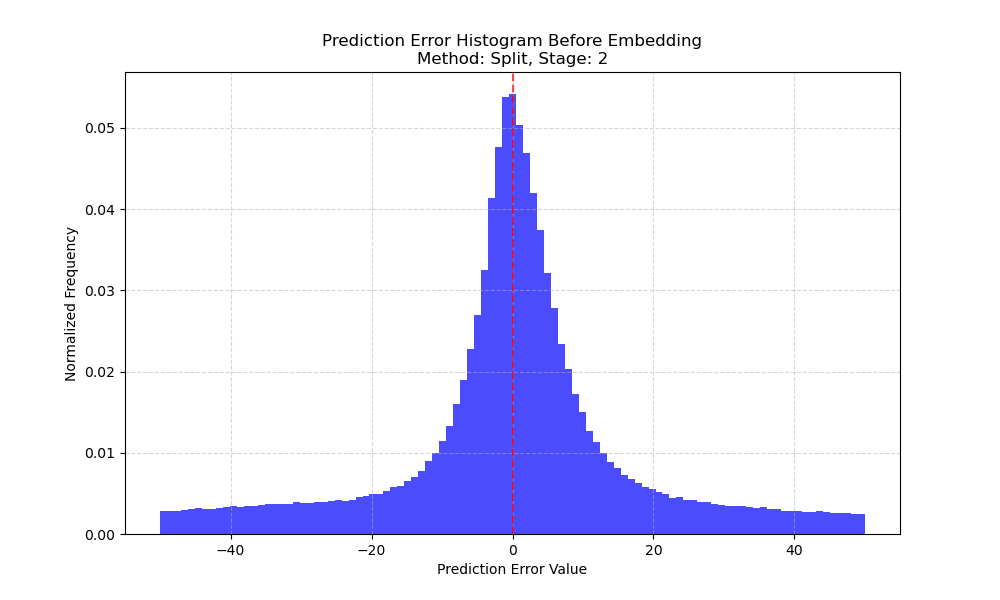 Prediction Error Histogram Before Embedding
Method: Split, Stage: 2
Normalized Frequency
0.05
0.04
0.03
0.02
0.01
0.00
−40
−20
0
20
40
Prediction Error Value